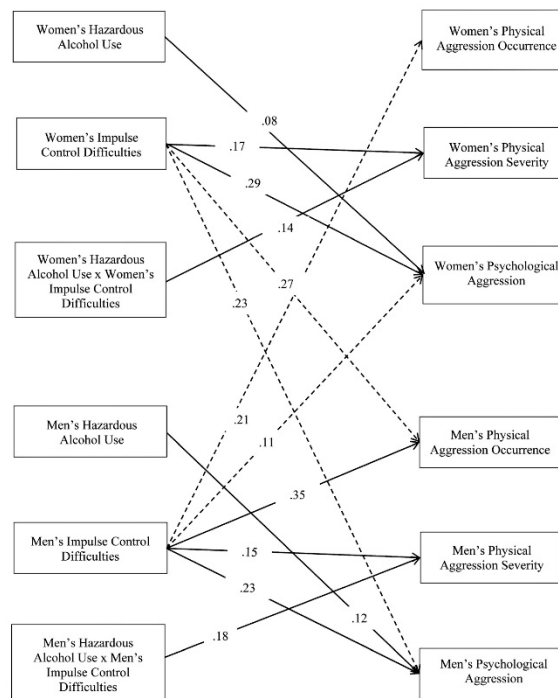 Women's Hazardous
Alcohol Use
Women's Physical
Aggression Occurrence
.08
Women's Impulse
Control Difficulties
.17
Women's Physical
Aggression Severity
.29
.14
Women's Hazardous
Alcohol Use x Women's
Impulse Control
Difficulties
Women's Psychological
Aggression
.27
.23
Men's Hazardous
Alcohol Use
.21
.11
Men's Physical
Aggression Occurrence
.35
Men's Impulse Control
Difficulties
.15
.23
Men's Physical
Aggression Severity
.18
.12
Men's Hazardous
Alcohol Use x Men's
Impulse Control
Difficulties
Men's Psychological
Aggression